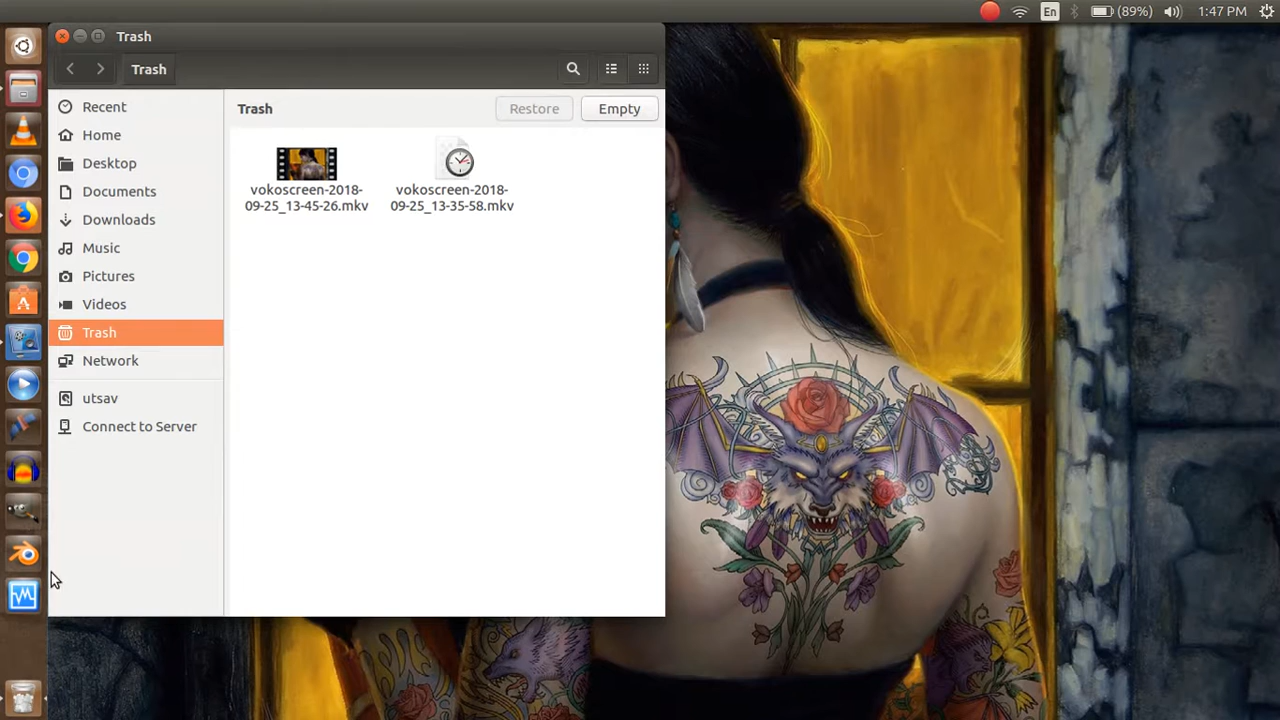 En (89%) 1:47 PM
Trash
Trash
Recent
Home
Desktop
Documents
Downloads
Music
Pictures
Videos
Trash
Network
utsav
Connect to Server
Trash Restore Empty
vokoscreen-2018-
09-25_13-45-26.mkv
vokoscreen-2018-
09-25_13-35-58.mkv